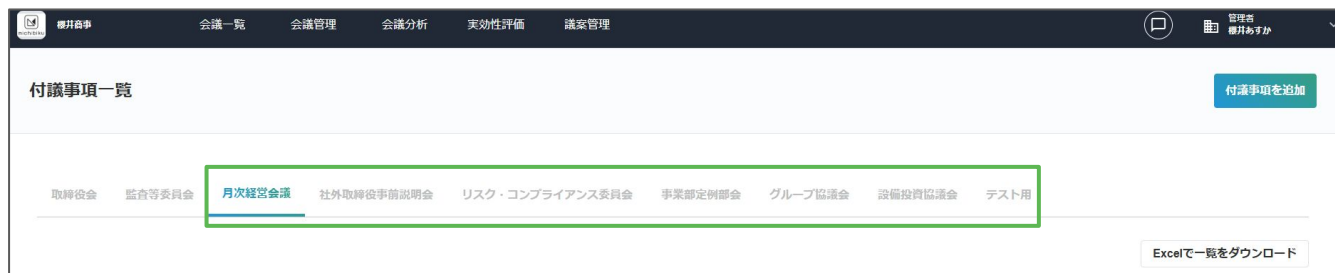 michibiku 櫻井商事 会議一覧 会議管理 会議分析 実効性評価 議案管理 管理者
櫻井あすか
付議事項一覧 付議事項を追加
取締役会 監査等委員会 月次経営会議 社外取締役事前説明会 リスク・コンプライアンス委員会 事業部定例部会 グループ協議会 設備投資協議会 テスト用
Excelで一覧をダウンロード